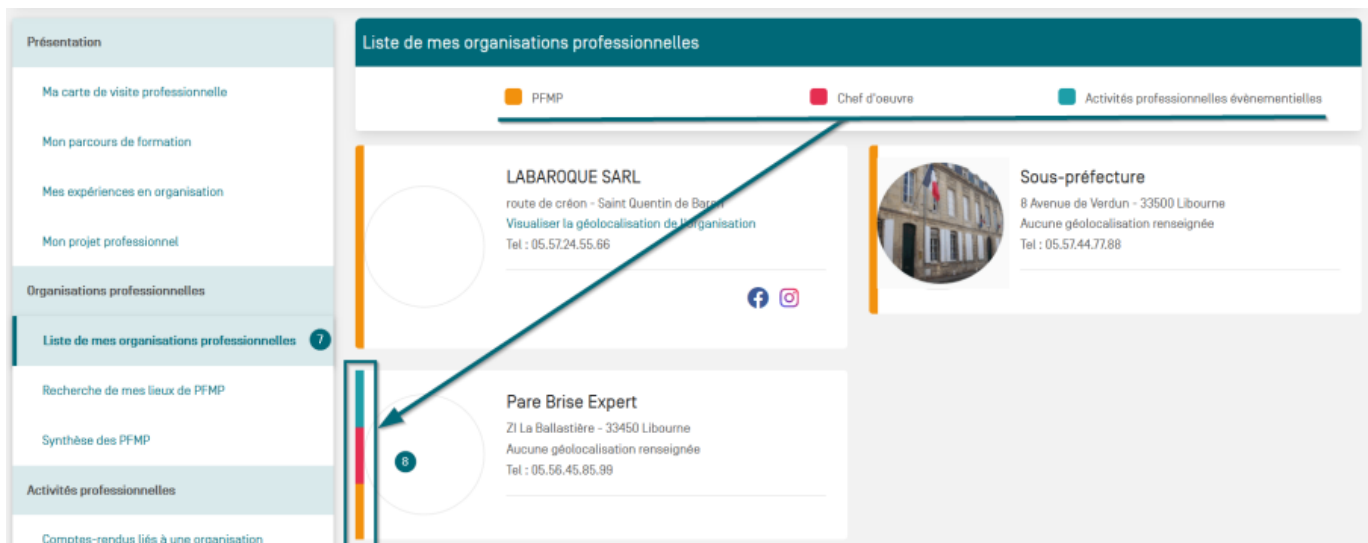 Présentation
Ma carte de visite professionnelle
Mon parcours de formation
Mes expériences en organisation
Mon projet professionnel
Organisations professionnelles
Liste de mes organisations professionnelles 7
Recherche de mes lieux de PFMP
Synthèse des PFMP
Activités professionnelles
Comptes-rendus liés à une organisation
Liste de mes organisations professionnelles
PFMP
Chef d'oeuvre
Activités professionnelles évènementielles
LABAROQUE SARL
route de créon - Saint Quentin de Baron
Visualiser la géolocalisation de l'organisation
Tel : 05.57.24.55.66
Sous-préfecture
8 Avenue de Verdun - 33500 Libourne
Aucune géolocalisation renseignée
Tel : 05.57.44.77.88
8
Pare Brise Expert
ZI La Ballastière - 33450 Libourne
Aucune géolocalisation renseignée
Tel : 05.56.45.85.99